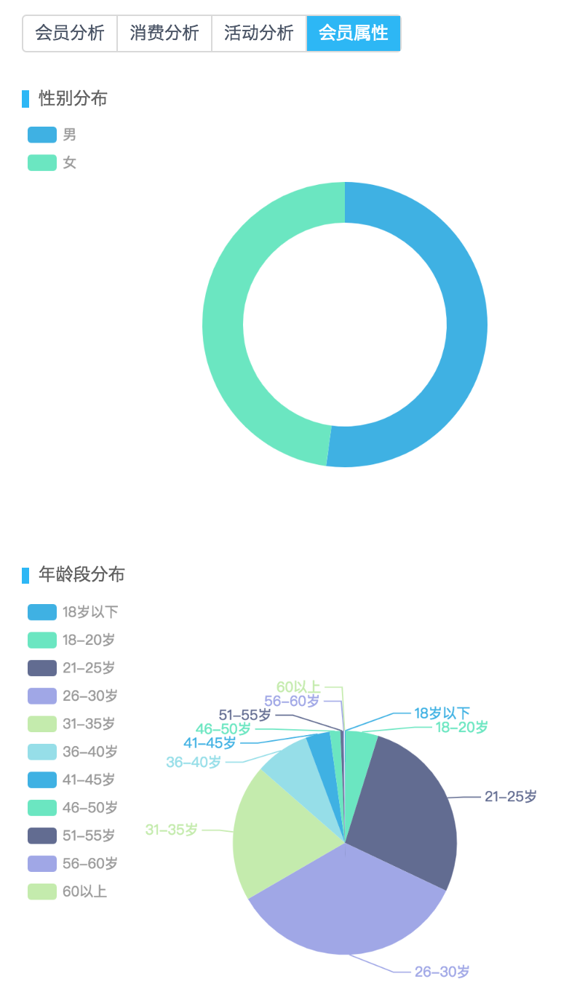 会员分析 消费分析 活动分析 会员属性
性别分布
男
女
年龄段分布
18岁以下
18-20岁
21-25岁
26-30岁
31-35岁
36-40岁
41-45岁
46-50岁
51-55岁
56-60岁
60以上
60以上
56-60岁
51-55岁
18岁以下
46-50岁
18-20岁
41-45岁
36-40岁
21-25岁
31-35岁
26-30岁